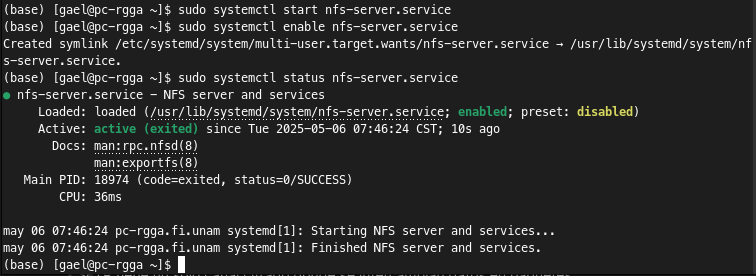 (base) [gael@pc-rgga ~]$ sudo systemctl start nfs-server.service
(base) [gael@pc-rgga ~]$ sudo systemctl enable nfs-server.service
Created symlink /etc/systemd/system/multi-user.target.wants/nfs-server.service → /usr/lib/systemd/system/nf
s-server.service.
(base) [gael@pc-rgga ~]$ sudo systemctl status nfs-server.service
● nfs-server.service - NFS server and services
Loaded: loaded (/usr/lib/systemd/system/nfs-server.service; enabled; preset: disabled)
Active: active (exited) since Tue 2025-05-06 07:46:24 CST; 10s ago
Docs: man:rpc.nfsd(8)
man:exportfs(8)
Main PID: 18974 (code=exited, status=0/SUCCESS)
CPU: 36ms
may 06 07:46:24 pc-rgga.fi.unam systemd[1]: Starting NFS server and services...
may 06 07:46:24 pc-rgga.fi.unam systemd[1]: Finished NFS server and services.
(base) [gael@pc-rgga ~]$